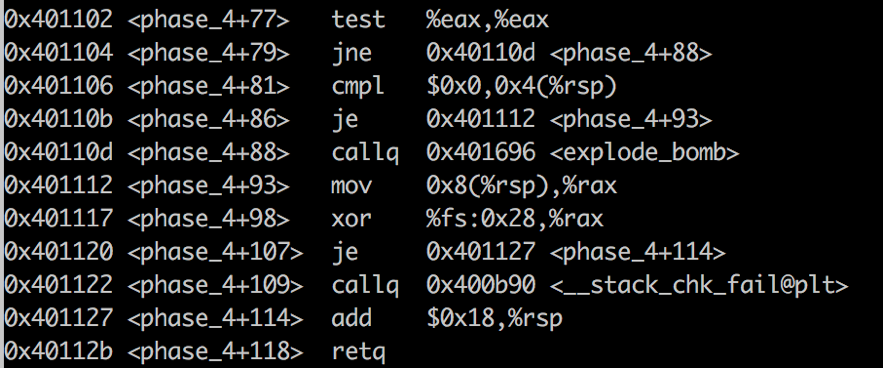 0x401102 <phase_4+77>    test   %eax,%eax
0x401104 <phase_4+79>    jne    0x40110d <phase_4+88>
0x401106 <phase_4+81>    cmpl   $0x0,0x4(%rsp)
0x40110b <phase_4+86>    je     0x401112 <phase_4+93>
0x40110d <phase_4+88>    callq  0x401696 <explode_bomb>
0x401112 <phase_4+93>    mov    0x8(%rsp),%rax
0x401117 <phase_4+98>    xor    %fs:0x28,%rax
0x401120 <phase_4+107>   je     0x401127 <phase_4+114>
0x401122 <phase_4+109>   callq  0x400b90 <__stack_chk_fail@plt>
0x401127 <phase_4+114>   add    $0x18,%rsp
0x40112b <phase_4+118>   retq